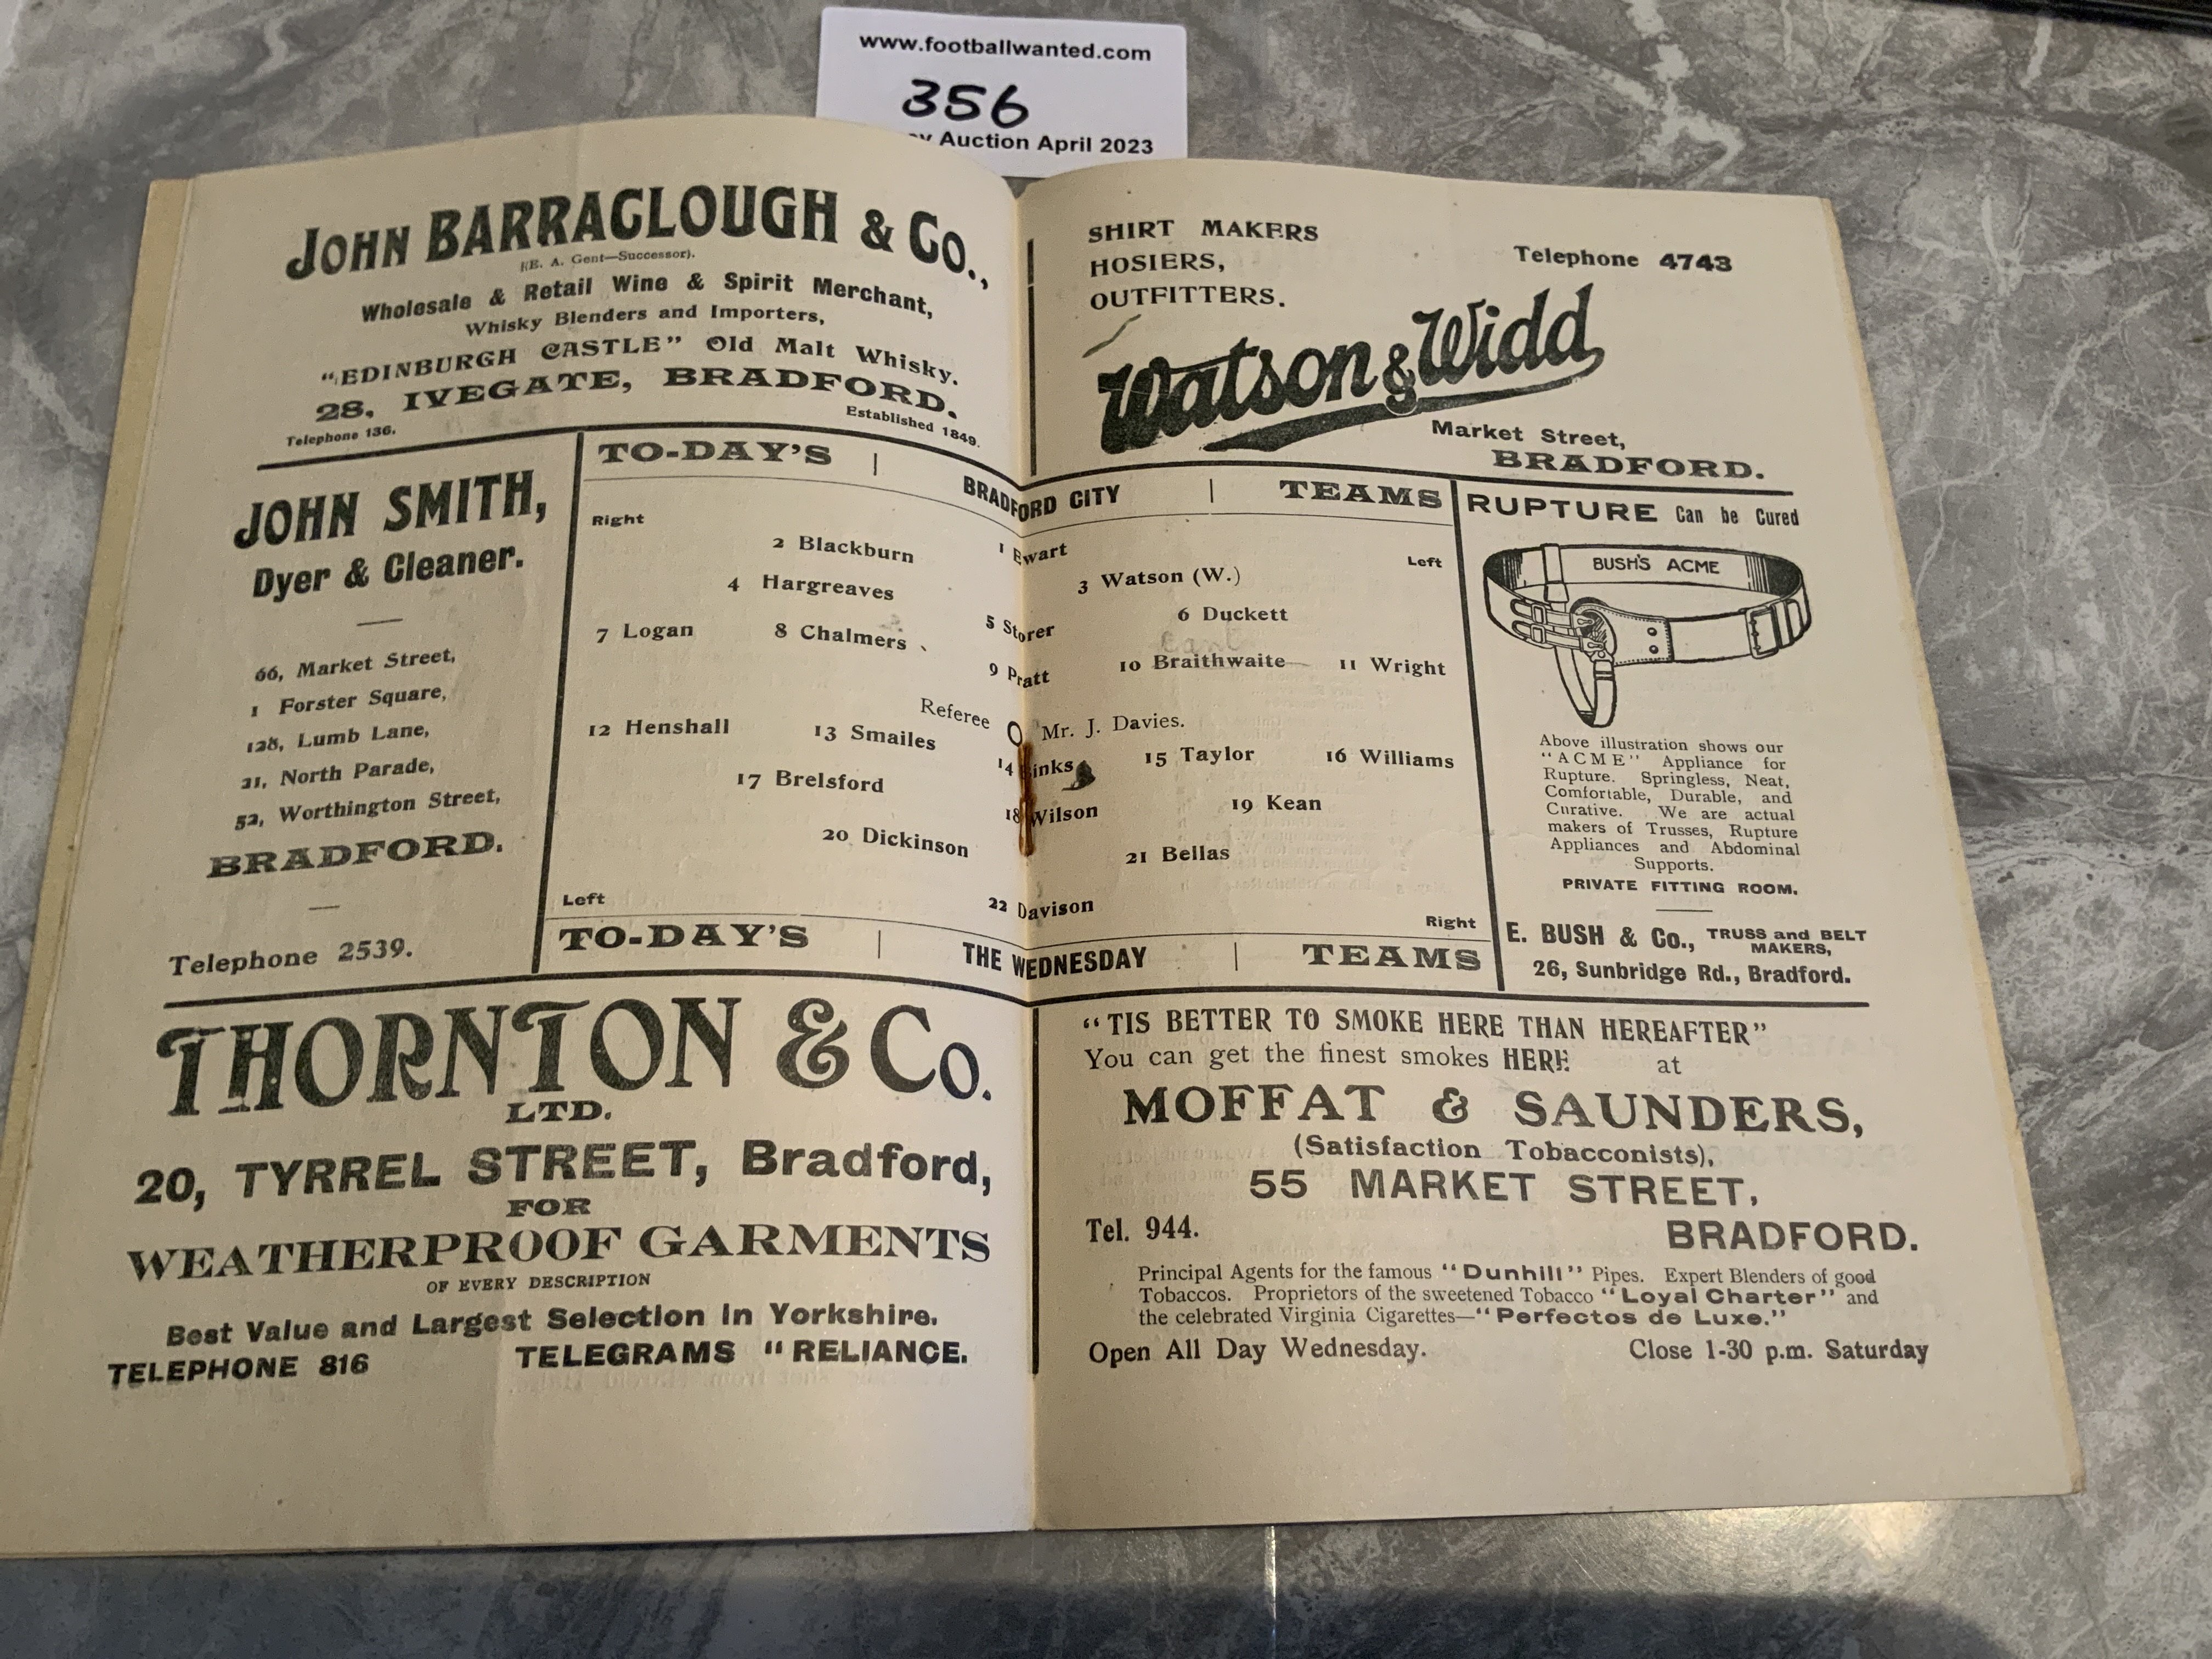 www.footballwanted.com
356
Auction April 2023
JOHN BARRACLOUGH & CO.,
(E. A. Gent—Successor).
Wholesale & Retail Wine & Spirit Merchant,
Whisky Blenders and Importers,
"EDINBURGH CASTLE" Old Malt Whisky.
28, IVEGATE, BRADFORD.
Telephone 136.
Established 1849.
SHIRT MAKERS
HOSIERS,
OUTFITTERS.
Telephone 4743
Watson & Widd
Market Street,
BRADFORD.
JOHN SMITH,
Dyer & Cleaner.
66, Market Street,
1 Forster Square,
128, Lumb Lane,
21, North Parade,
52, Worthington Street,
BRADFORD.
Telephone 2539.
TO-DAY'S | BRADFORD CITY | TEAMS
Right
1 Ewart
Left
2 Blackburn 3 Watson (W.)
4 Hargreaves 5 Storer 6 Duckett
7 Logan 8 Chalmers 9 Pratt 10 Braithwaite 11 Wright
Referee O Mr. J. Davies.
12 Henshall 13 Smailes 14 Binks 15 Taylor 16 Williams
17 Brelsford 18 Wilson 19 Kean
20 Dickinson 21 Bellas
Left
22 Davison
Right
TO-DAY'S | THE WEDNESDAY | TEAMS
RUPTURE Can be Cured
BUSH'S ACME
Above illustration shows our
"ACME" Appliance for
Rupture. Springless, Neat,
Comfortable, Durable, and
Curative. We are actual
makers of Trusses, Rupture
Appliances and Abdominal
Supports.
PRIVATE FITTING ROOM.
E. BUSH & Co., TRUSS and BELT
MAKERS,
26, Sunbridge Rd., Bradford.
THORNTON & Co.
LTD.
20, TYRREL STREET, Bradford,
FOR
WEATHERPROOF GARMENTS
OF EVERY DESCRIPTION
Best Value and Largest Selection in Yorkshire.
TELEPHONE 816 TELEGRAMS "RELIANCE.
"TIS BETTER TO SMOKE HERE THAN HEREAFTER"
You can get the finest smokes HERE at
MOFFAT & SAUNDERS,
(Satisfaction Tobacconists),
55 MARKET STREET,
Tel. 944.
BRADFORD.
Principal Agents for the famous "Dunhill" Pipes. Expert Blenders of good
Tobaccos. Proprietors of the sweetened Tobacco "Loyal Charter" and
the celebrated Virginia Cigarettes—"Perfectos de Luxe."
Open All Day Wednesday. Close 1-30 p.m. Saturday